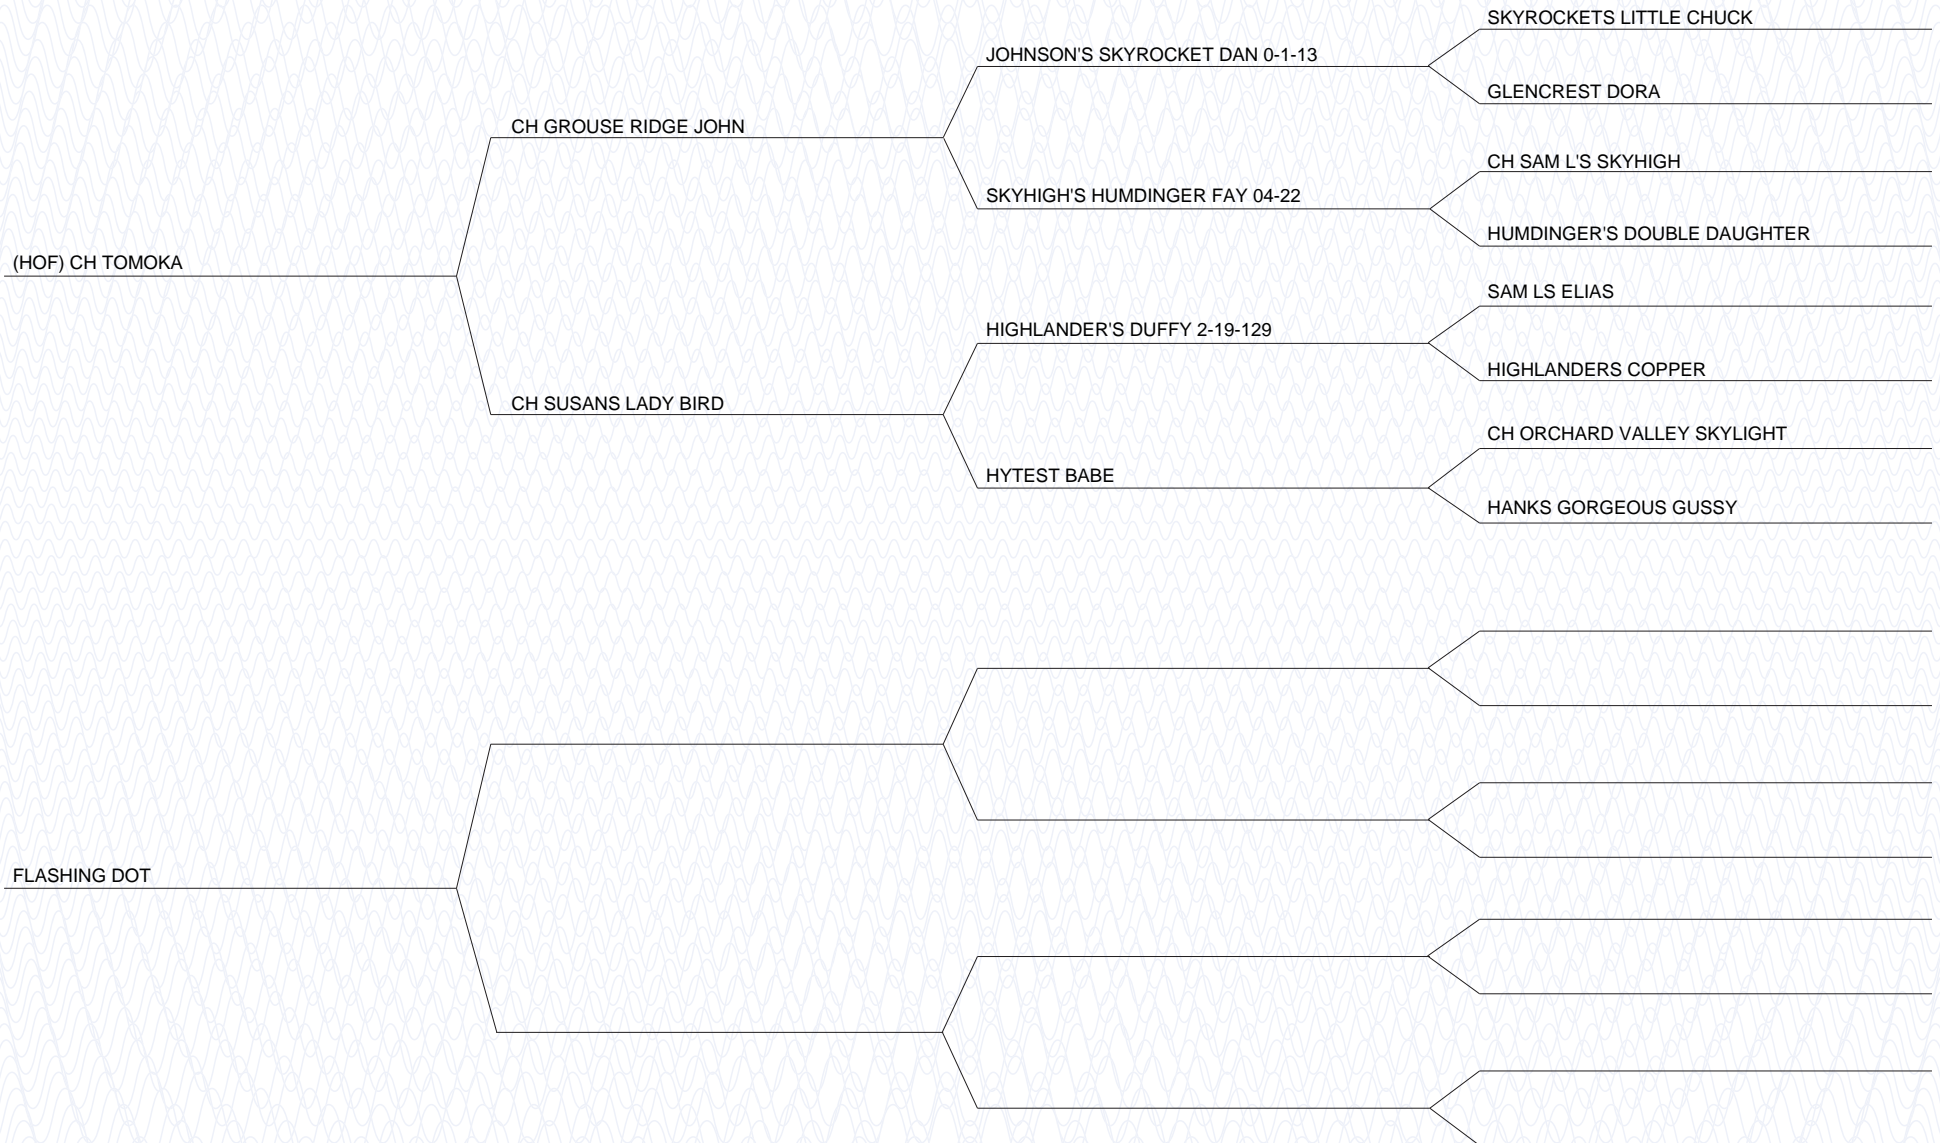 SKYROCKETS LITTLE CHUCK
JOHNSON'S SKYROCKET DAN 0-1-13
GLENCREST DORA
CH GROUSE RIDGE JOHN
CH SAM L'S SKYHIGH
SKYHIGH'S HUMDINGER FAY 04-22
HUMDINGER'S DOUBLE DAUGHTER
(HOF) CH TOMOKA
SAM LS ELIAS
HIGHLANDER'S DUFFY 2-19-129
HIGHLANDERS COPPER
CH SUSANS LADY BIRD
CH ORCHARD VALLEY SKYLIGHT
HYTEST BABE
HANKS GORGEOUS GUSSY
FLASHING DOT